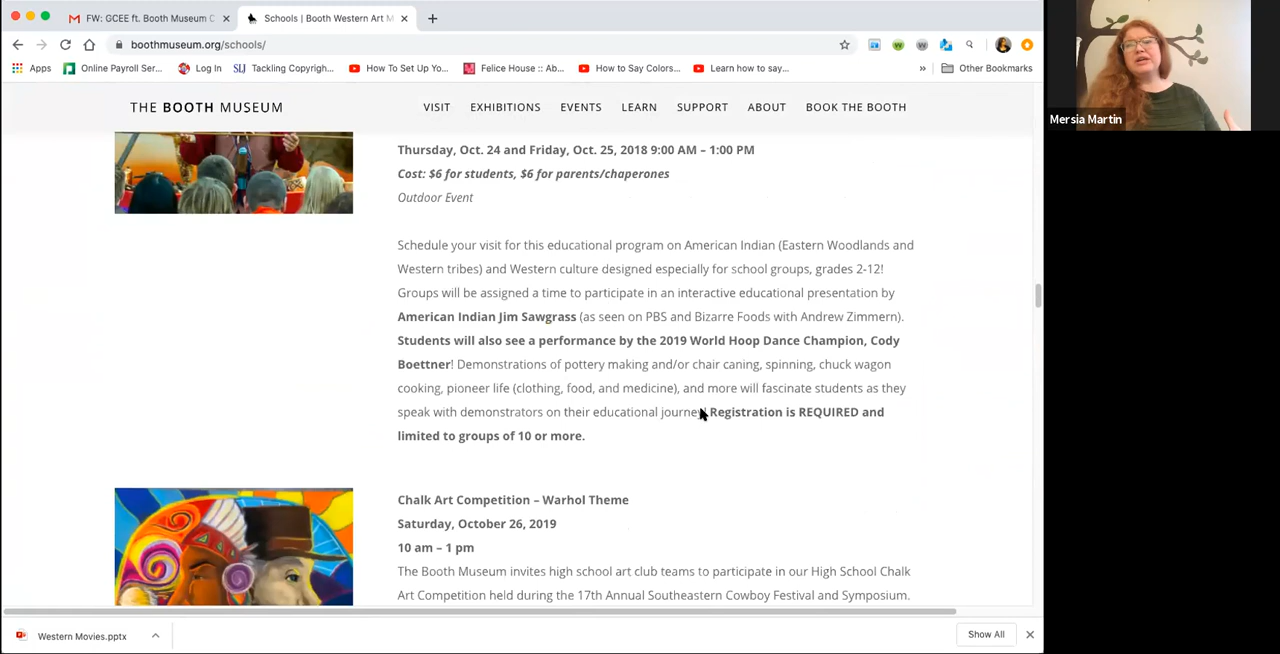 FW: GCEE ft. Booth Museum C
Schools | Booth Western Art M
boothmuseum.org/schools/
Apps Online Payroll Ser... Log In SLJ Tackling Copyrigh... How To Set Up Yo... Felice House :: Ab... How to Say Colors... Learn how to say... » Other Bookmarks
THE BOOTH MUSEUM VISIT EXHIBITIONS EVENTS LEARN SUPPORT ABOUT BOOK THE BOOTH
Mersia Martin
Thursday, Oct. 24 and Friday, Oct. 25, 2018 9:00 AM – 1:00 PM
Cost: $6 for students, $6 for parents/chaperones
Outdoor Event
Schedule your visit for this educational program on American Indian (Eastern Woodlands and
Western tribes) and Western culture designed especially for school groups, grades 2-12!
Groups will be assigned a time to participate in an interactive educational presentation by
American Indian Jim Sawgrass (as seen on PBS and Bizarre Foods with Andrew Zimmern).
Students will also see a performance by the 2019 World Hoop Dance Champion, Cody
Boettner! Demonstrations of pottery making and/or chair caning, spinning, chuck wagon
cooking, pioneer life (clothing, food, and medicine), and more will fascinate students as they
speak with demonstrators on their educational journey! Registration is REQUIRED and
limited to groups of 10 or more.
Chalk Art Competition – Warhol Theme
Saturday, October 26, 2019
10 am – 1 pm
The Booth Museum invites high school art club teams to participate in our High School Chalk
Art Competition held during the 17th Annual Southeastern Cowboy Festival and Symposium.
Western Movies.pptx
Show All